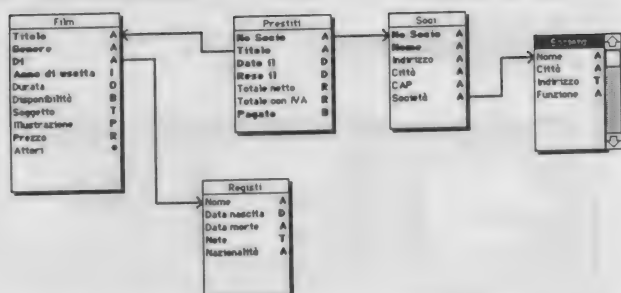 Film
Titolo A
Genere A
Di A
Anno di uscita I
Durata
Disponibilità B
Soggetto T
Illustrazione P
Prezzo R
Attori *
Prestiti
No Socio A
Titolo A
Date il D
Reso il D
Totale netto R
Totale con IVA R
Pagato B
Soci
No Socio A
Nome A
Indirizzo A
Città A
CAP A
Società A
Nome A
Città A
Indirizzo T
Funzione A
Registi
Nome A
Data nascita D
Data morte A
Note T
Nazionalità A